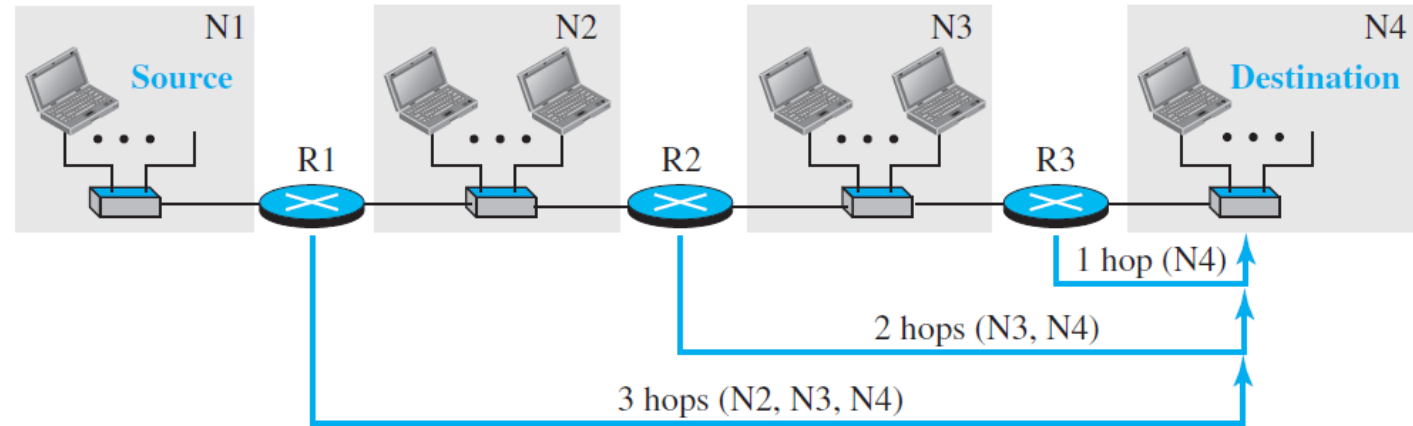 N1
N2
N3
N4
Source
Destination
R1
R2
R3
1 hop (N4)
2 hops (N3, N4)
3 hops (N2, N3, N4)